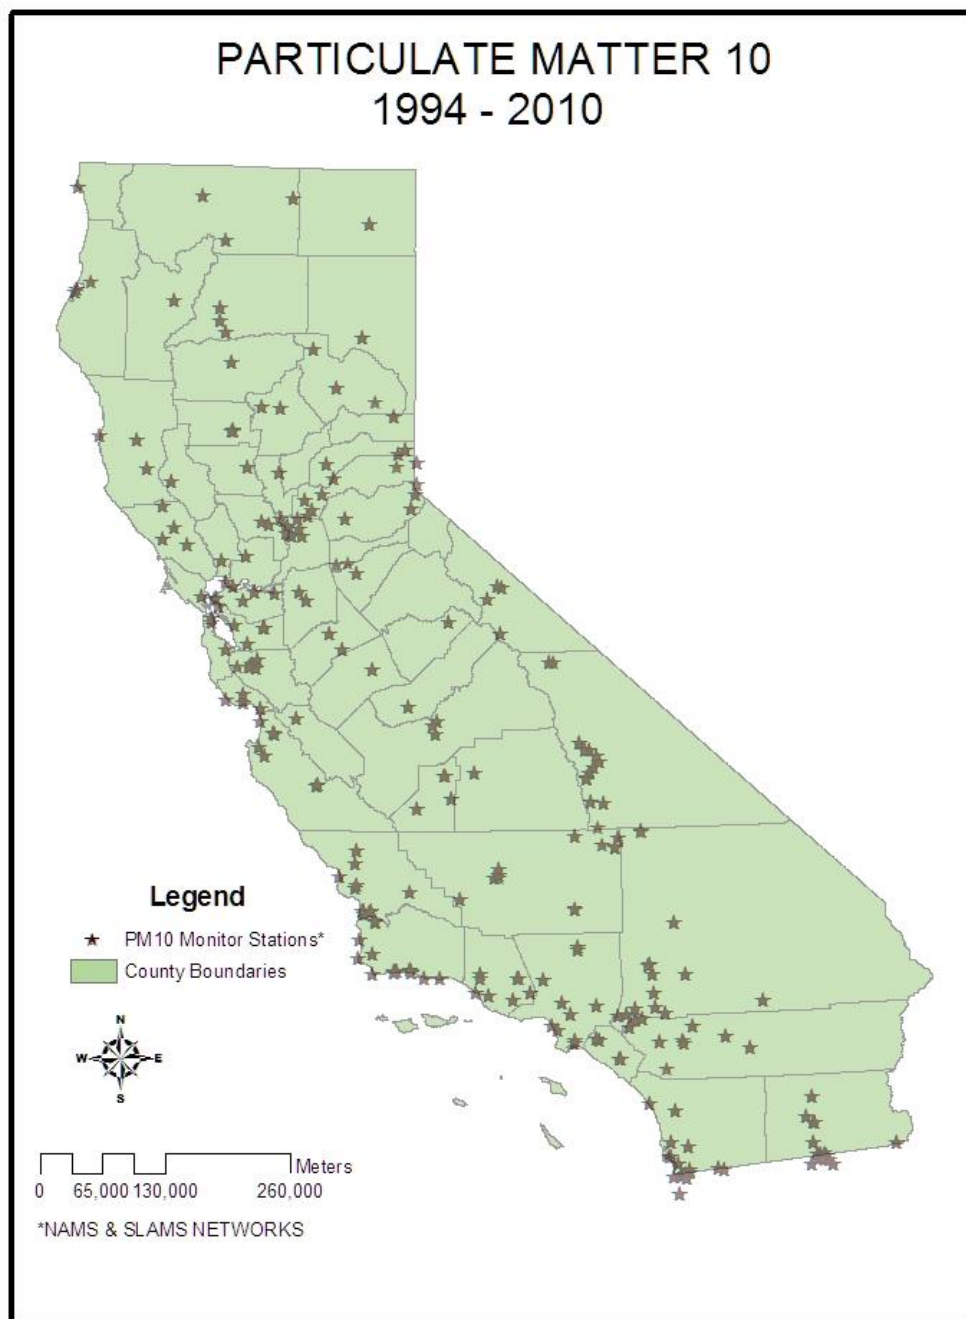 PARTICULATE MATTER 10
1994 - 2010
Legend
PM10 Monitor Stations*
County Boundaries
N
W E
S
Meters
0 65,000 130,000 260,000
*NAMS & SLAMS NETWORKS